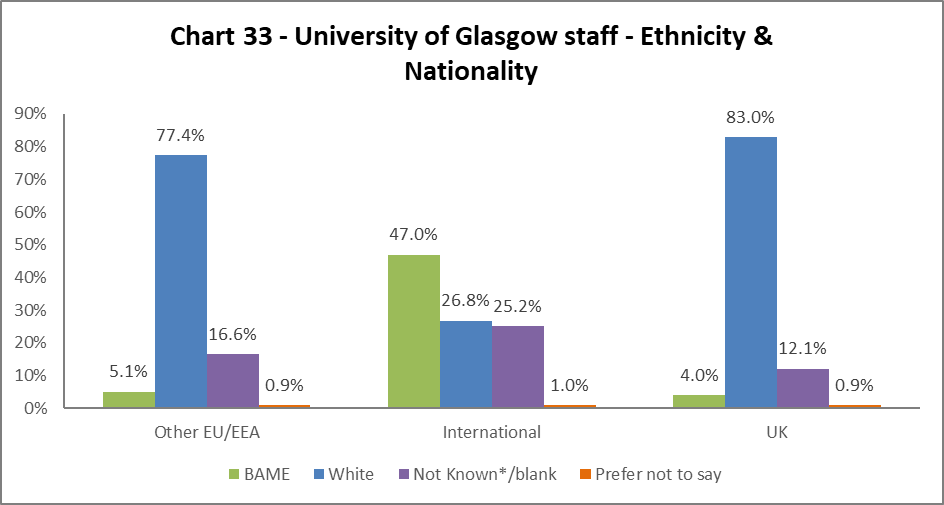 Chart 33 - University of Glasgow staff - Ethnicity &
Nationality
90%
80%
70%
60%
50%
40%
30%
20%
10%
0%
5.1%
77.4%
16.6%
0.9%
47.0%
26.8%
25.2%
1.0%
4.0%
83.0%
12.1%
0.9%
Other EU/EEA
International
UK
BAME
White
Not Known*/blank
Prefer not to say